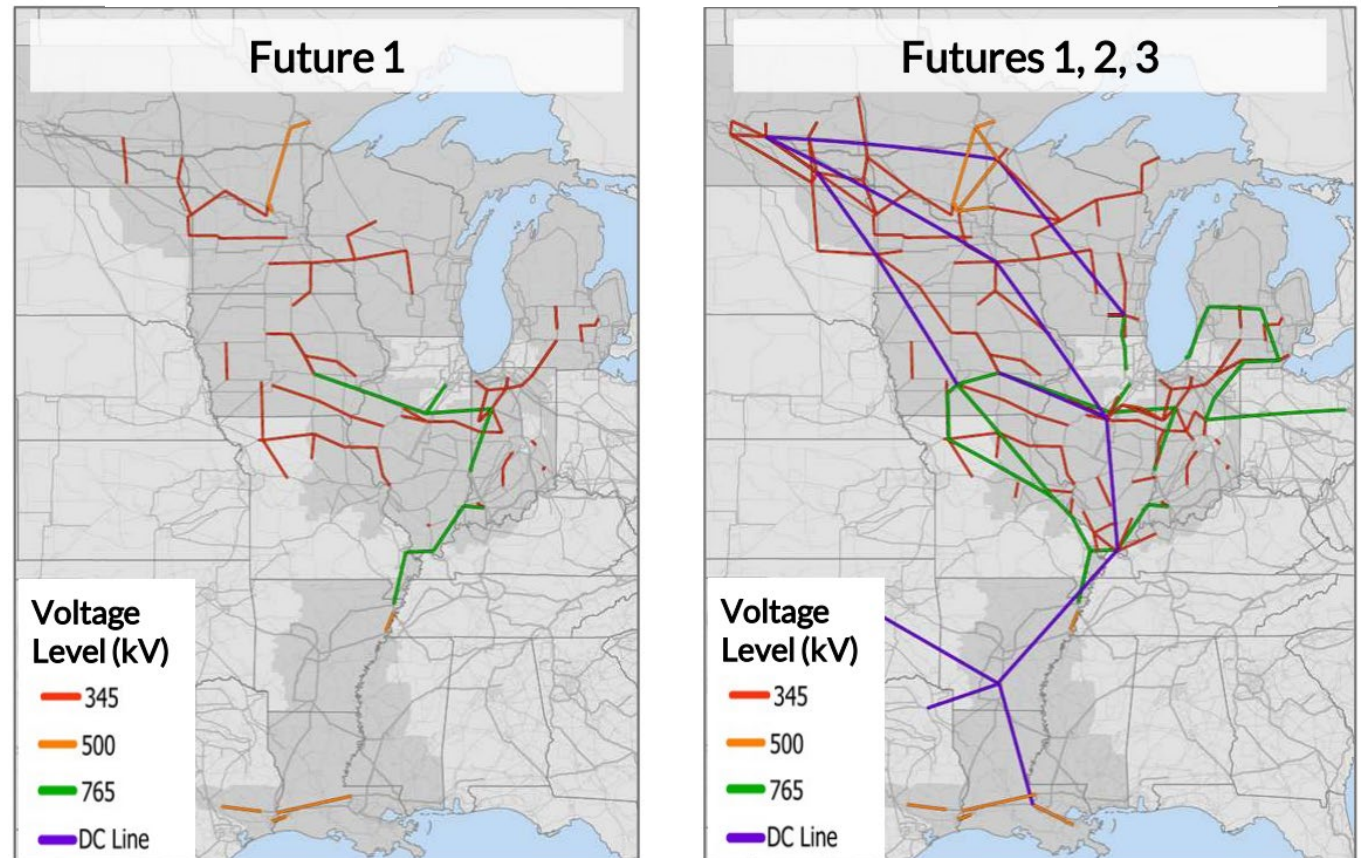 Future 1
Voltage
Level (kV)
345
500
765
DC Line
Futures 1, 2, 3
Voltage
Level (kV)
345
500
765
DC Line